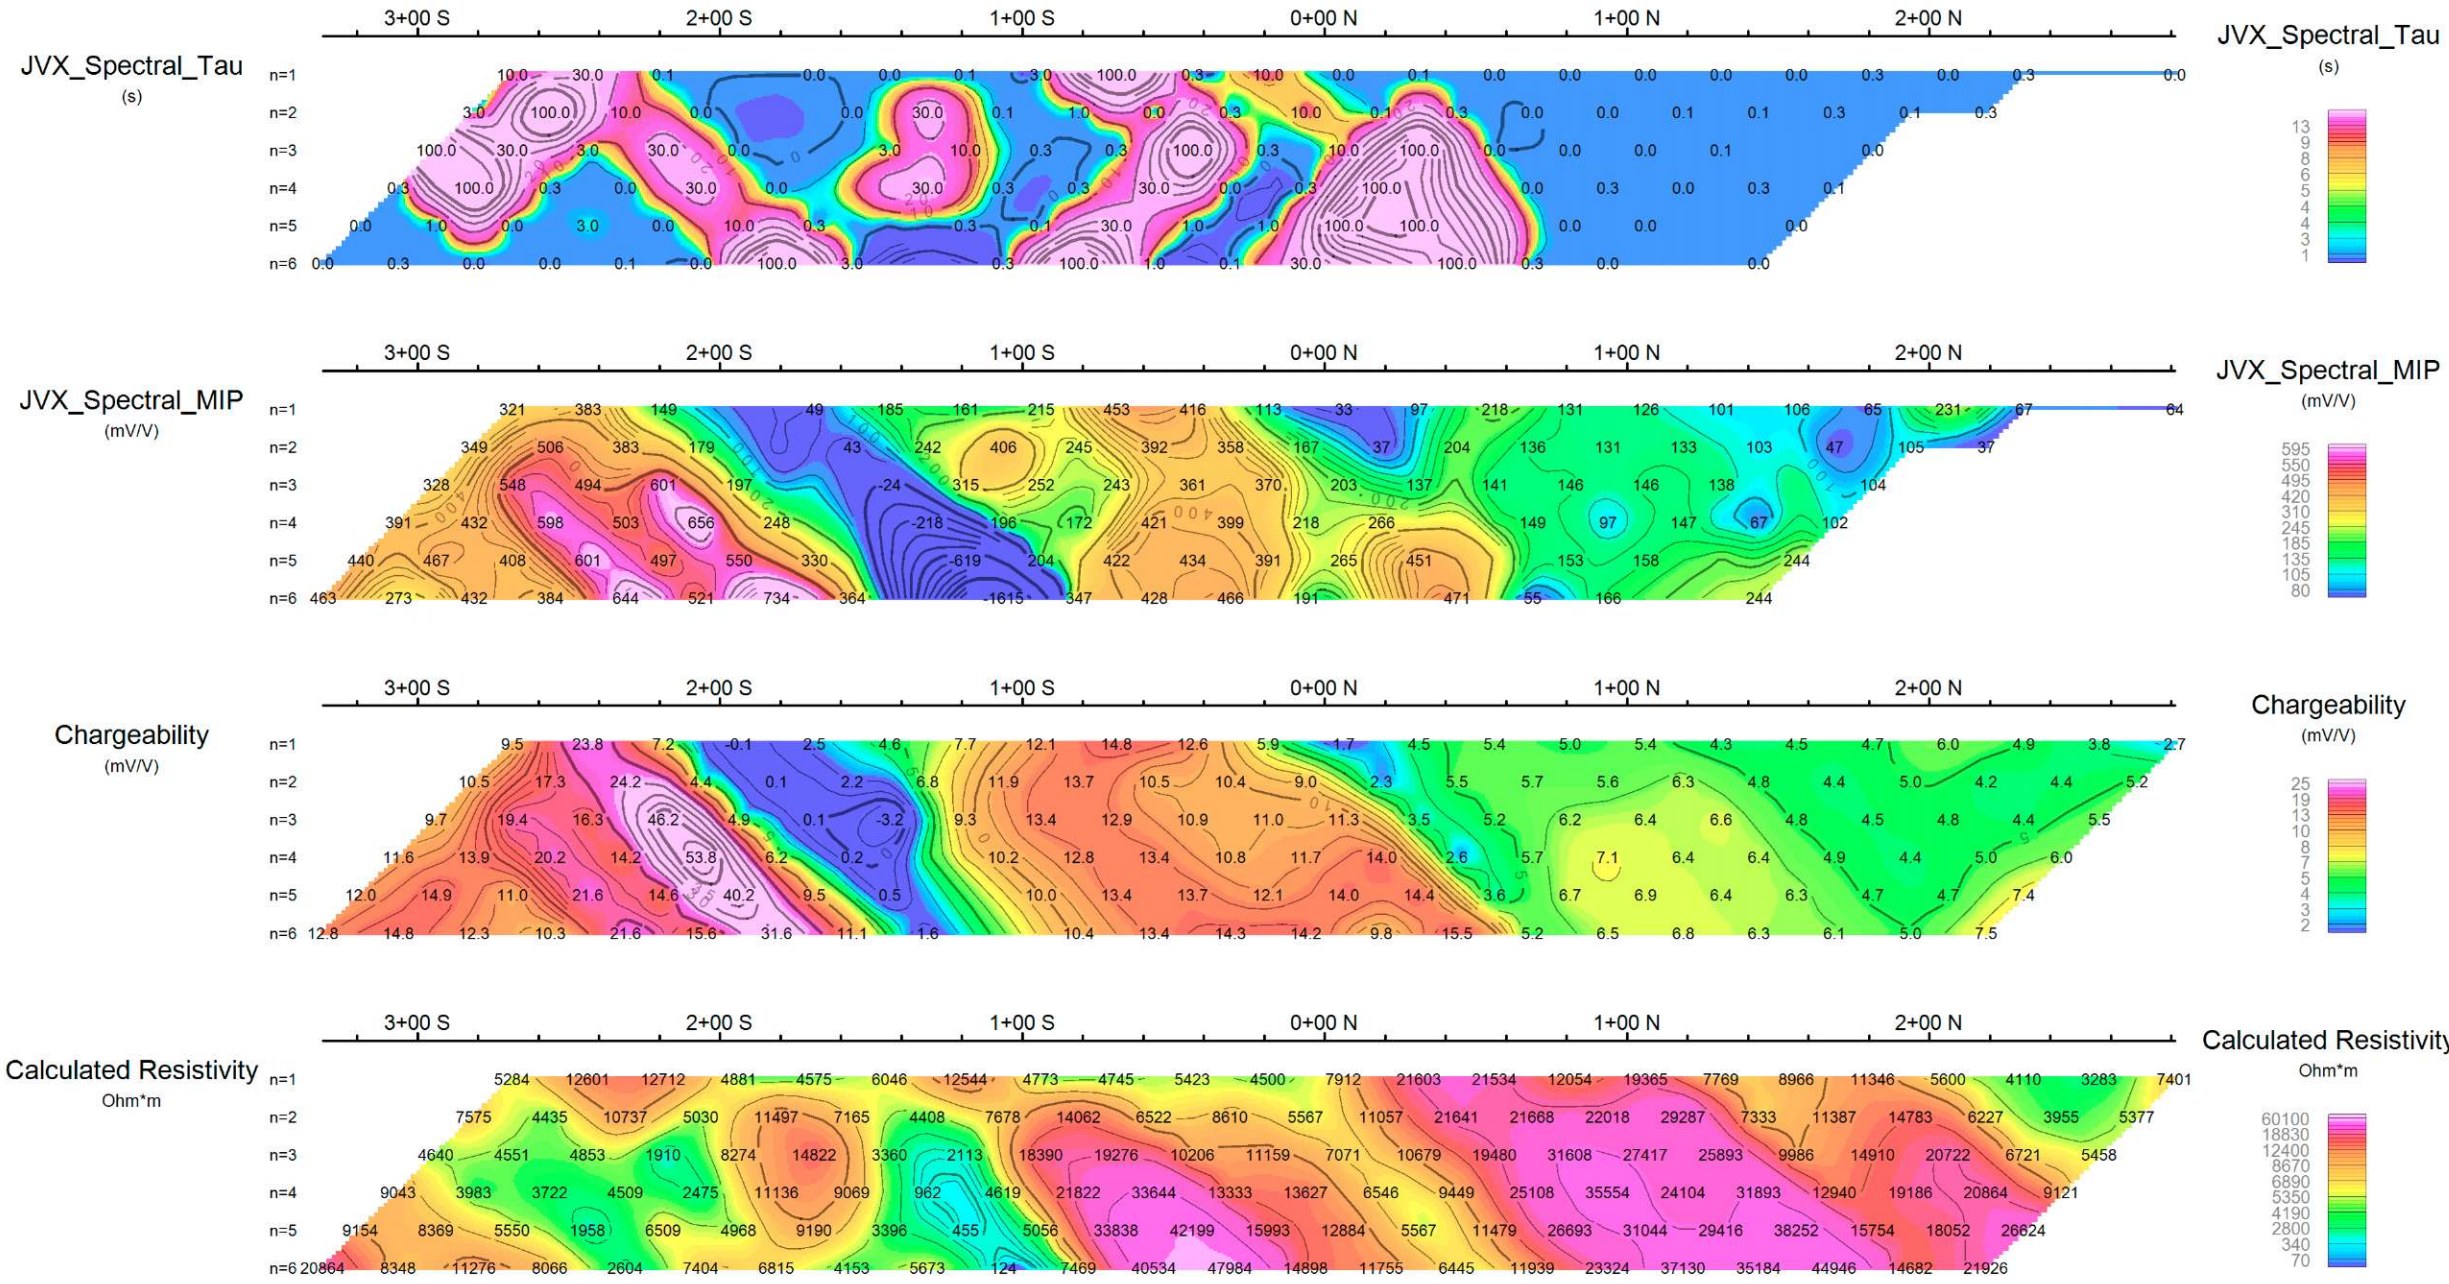 3+00 S 2+00 S 1+00 S 0+00 N 1+00 N 2+00 N
JVX_Spectral_Tau
(s)
n=1 10.0 30.0 0.1 0.0 0.0 0.1 3.0 100.0 0.3 10.0 0.0 0.1 0.0 0.0 0.0 0.0 0.0 0.3 0.0 0.3 0.0
n=2 3.0 100.0 10.0 0.0 0.0 30.0 0.1 1.0 0.0 0.3 10.0 0.1 0.3 0.0 0.0 0.1 0.1 0.3 0.1 0.3
n=3 100.0 30.0 3.0 30.0 0.0 3.0 10.0 0.3 0.3 100.0 0.3 10.0 100.0 0.0 0.0 0.0 0.1 0.0
n=4 0.3 100.0 0.3 0.0 30.0 0.0 30.0 0.3 0.3 30.0 0.0 0.3 100.0 0.0 0.3 0.0 0.3 0.1
n=5 0.0 1.0 0.0 3.0 0.0 10.0 0.3 0.3 0.1 30.0 1.0 1.0 100.0 100.0 0.0 0.0 0.0
n=6 0.0 0.3 0.0 0.0 0.1 0.0 100.0 3.0 0.3 100.0 1.0 0.1 30.0 100.0 0.3 0.0 0.0
JVX_Spectral_Tau
(s)
13
9
8
6
5
4
4
3
1
3+00 S 2+00 S 1+00 S 0+00 N 1+00 N 2+00 N
JVX_Spectral_MIP
(mV/V)
n=1 321 383 149 49 185 161 215 453 416 113 33 97 218 131 126 101 106 65 231 67 64
n=2 349 506 383 179 43 242 406 245 392 358 167 37 204 136 131 133 103 47 105 37
n=3 328 548 494 601 197 -24 315 252 243 361 370 203 137 141 146 146 138 104
n=4 391 432 598 503 656 248 -218 196 172 421 399 218 266 149 97 147 67 102
n=5 440 467 408 601 497 550 330 -619 204 422 434 391 265 451 153 158 244
n=6 463 273 432 384 644 521 734 364 -1615 347 428 466 191 471 55 166 244
JVX_Spectral_MIP
(mV/V)
595
550
495
420
310
245
185
135
105
80
3+00 S 2+00 S 1+00 S 0+00 N 1+00 N 2+00 N
Chargeability
(mV/V)
n=1 9.5 23.8 7.2 -0.1 2.5 4.6 7.7 12.1 14.8 12.6 5.9 1.7 4.5 5.4 5.0 5.4 4.3 4.5 4.7 6.0 4.9 3.8 2.7
n=2 10.5 17.3 24.2 4.4 0.1 2.2 6.8 11.9 13.7 10.5 10.4 9.0 2.3 5.5 5.7 5.6 6.3 4.8 4.4 5.0 4.2 4.4 5.2
n=3 9.7 19.4 16.3 46.2 4.9 0.1 -3.2 9.3 13.4 12.9 10.9 11.0 11.3 3.5 5.2 6.2 6.4 6.6 4.8 4.5 4.8 4.4 5.5
n=4 11.6 13.9 20.2 14.2 53.8 6.2 0.2 10.2 12.8 13.4 10.8 11.7 14.0 2.6 5.7 7.1 6.4 6.4 4.9 4.4 5.0 6.0
n=5 12.0 14.9 11.0 21.6 14.6 40.2 9.5 0.5 10.0 13.4 13.7 12.1 14.0 14.4 3.6 6.7 6.9 6.4 6.3 4.7 4.7 7.4
n=6 12.8 14.8 12.3 10.3 21.6 15.6 31.6 11.1 1.6 10.4 13.4 14.3 14.2 9.8 15.5 5.2 6.5 6.8 6.3 6.1 5.0 7.5
Chargeability
(mV/V)
25
19
13
10
8
7
5
4
3
2
3+00 S 2+00 S 1+00 S 0+00 N 1+00 N 2+00 N
Calculated Resistivity
Ohm*m
n=1 5284 12601 12712 4881 4575 6046 12544 4773 4745 5423 4500 7912 21603 21534 12054 19365 7769 8966 11346 5600 4110 3283 7401
n=2 7575 4435 10737 5030 11497 7165 4408 7678 14062 6522 8610 5567 11057 21641 21668 22018 29287 7333 11387 14783 6227 3955 5377
n=3 4640 4551 4853 1910 8274 14822 3360 2113 18390 19276 10206 11159 7071 10679 19480 31608 27417 25893 9986 14910 20722 6721 5458
n=4 9043 3983 3722 4509 2475 11136 9069 962 4619 21822 33644 13333 13627 6546 9449 25108 35554 24104 31893 12940 19186 20864 9121
n=5 9154 8369 5550 1958 6509 4968 9190 3396 455 5056 33838 42199 15993 12884 5567 11479 26693 31044 29416 38252 15754 18052 26624
n=6 20864 8348 11276 8066 2604 7404 6815 4153 5673 124 7469 40534 47984 14898 11755 6445 11939 23324 37130 35184 44946 14682 21926
Calculated Resistivity
Ohm*m
60100
18830
12400
8670
6890
5350
4190
2800
340
70